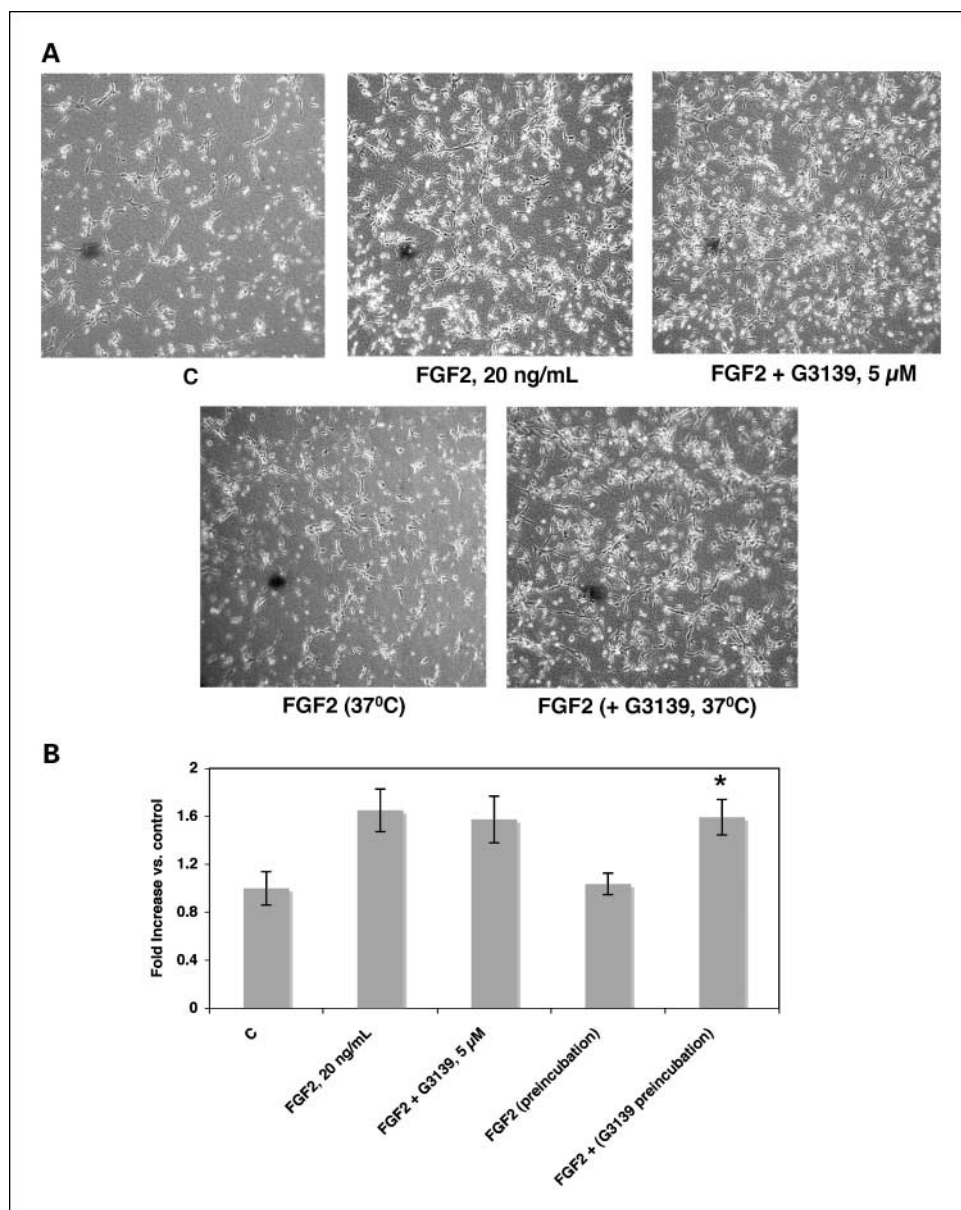 A
C
FGF2, 20 ng/mL
FGF2 + G3139, 5 µM
FGF2 (37⁰C)
FGF2 (+ G3139, 37⁰C)
B
Fold Increase vs. control
2
1.6
1.2
0.8
0.4
0
*
C
FGF2, 20 ng/mL
FGF2 + G3139, 5 µM
FGF2 (preincubation)
FGF2 + (G3139 preincubation)